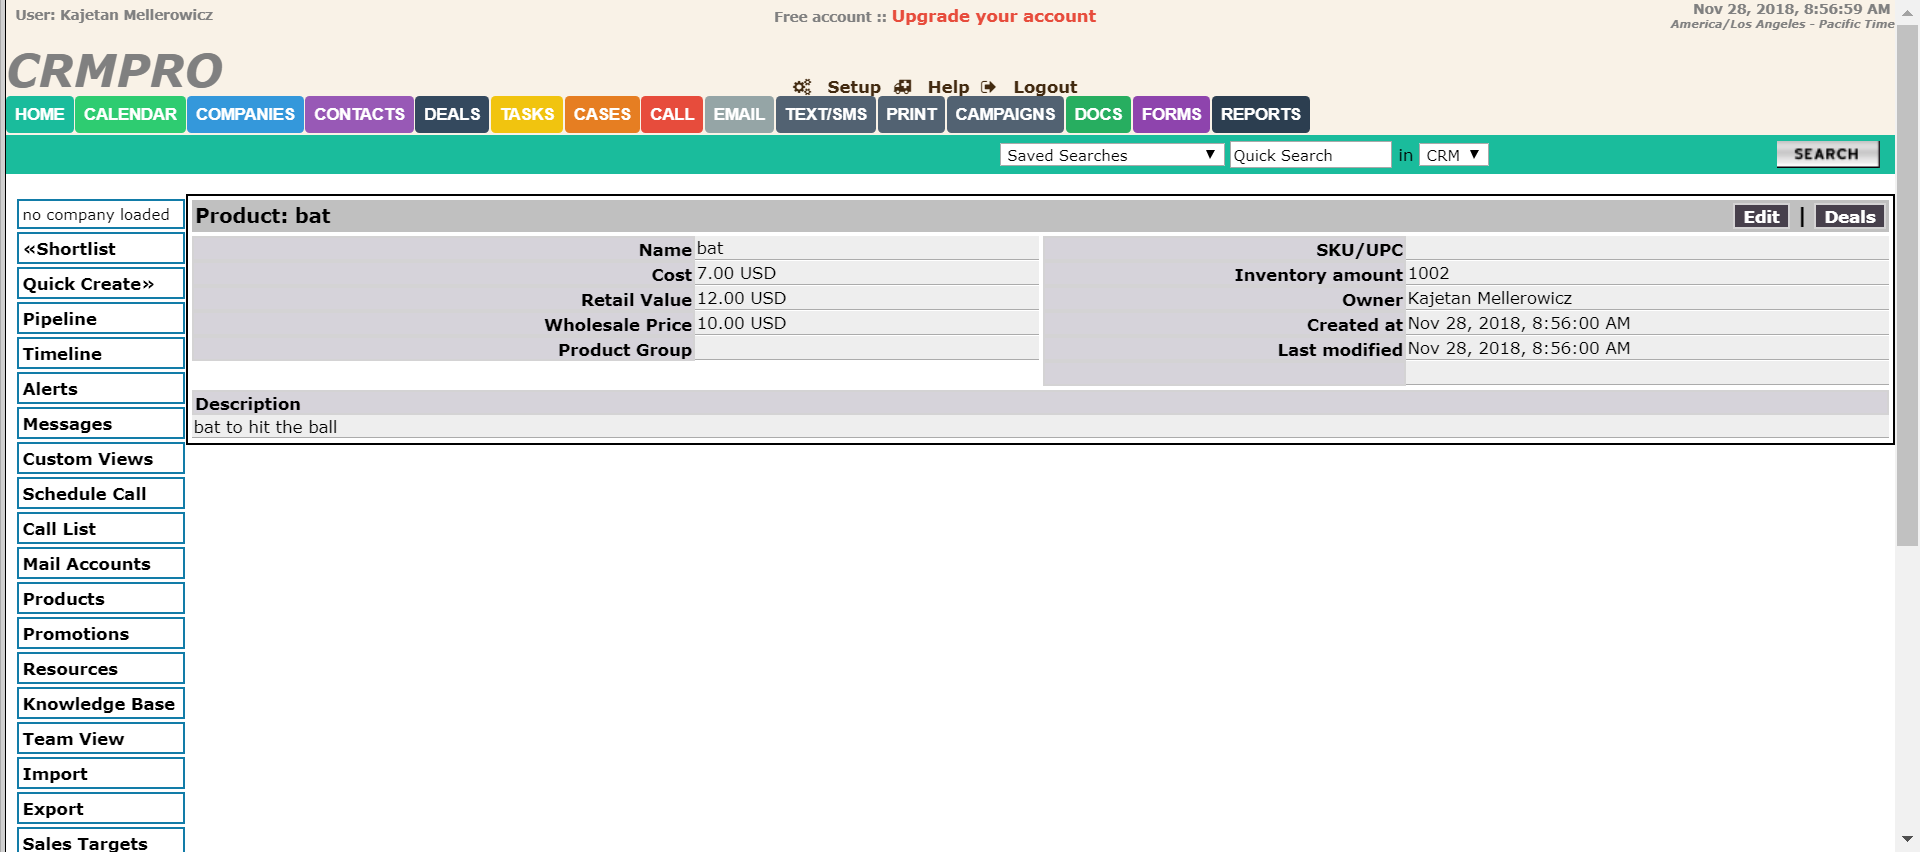 User: Kajetan Mellerowicz
Free account :: Upgrade your account
Nov 28, 2018, 8:56:59 AM
America/Los Angeles - Pacific Time
CRMPRO
Setup Help Logout
HOME CALENDAR COMPANIES CONTACTS DEALS TASKS CASES CALL EMAIL TEXT/SMS PRINT CAMPAIGNS DOCS FORMS REPORTS
Saved Searches Quick Search in CRM SEARCH
no company loaded
«Shortlist
Quick Create»
Pipeline
Timeline
Alerts
Messages
Custom Views
Schedule Call
Call List
Mail Accounts
Products
Promotions
Resources
Knowledge Base
Team View
Import
Export
Sales Targets
Product: bat
Edit | Deals
Name bat
Cost 7.00 USD
Retail Value 12.00 USD
Wholesale Price 10.00 USD
Product Group
SKU/UPC
Inventory amount 1002
Owner Kajetan Mellerowicz
Created at Nov 28, 2018, 8:56:00 AM
Last modified Nov 28, 2018, 8:56:00 AM
Description
bat to hit the ball